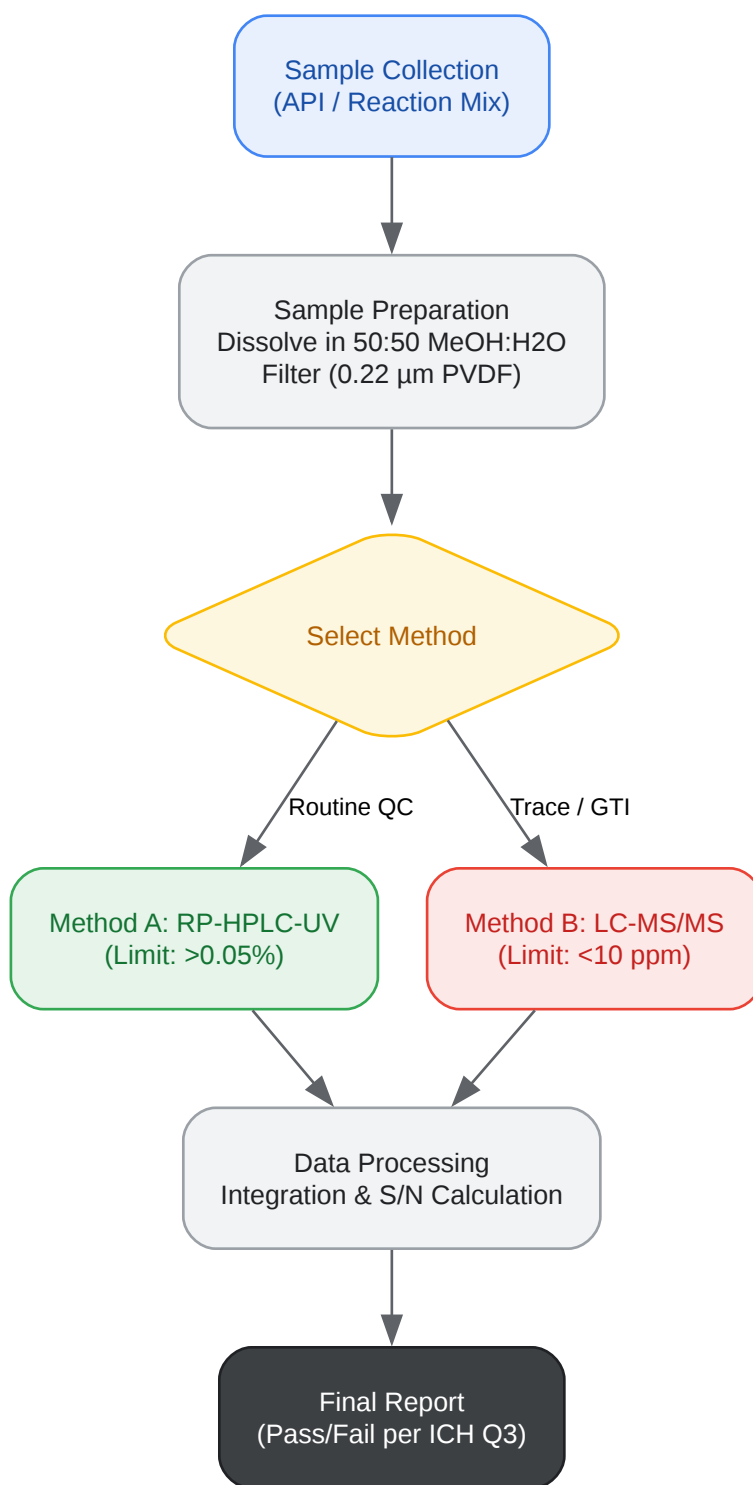 Sample Collection
(API / Reaction Mix)
Sample Preparation
Dissolve in 50:50 MeOH:H2O
Filter (0.22 µm PVDF)
Select Method
Routine QC
Trace / GTI
Method A: RP-HPLC-UV
(Limit: >0.05%)
Method B: LC-MS/MS
(Limit: <10 ppm)
Data Processing
Integration & S/N Calculation
Final Report
(Pass/Fail per ICH Q3)